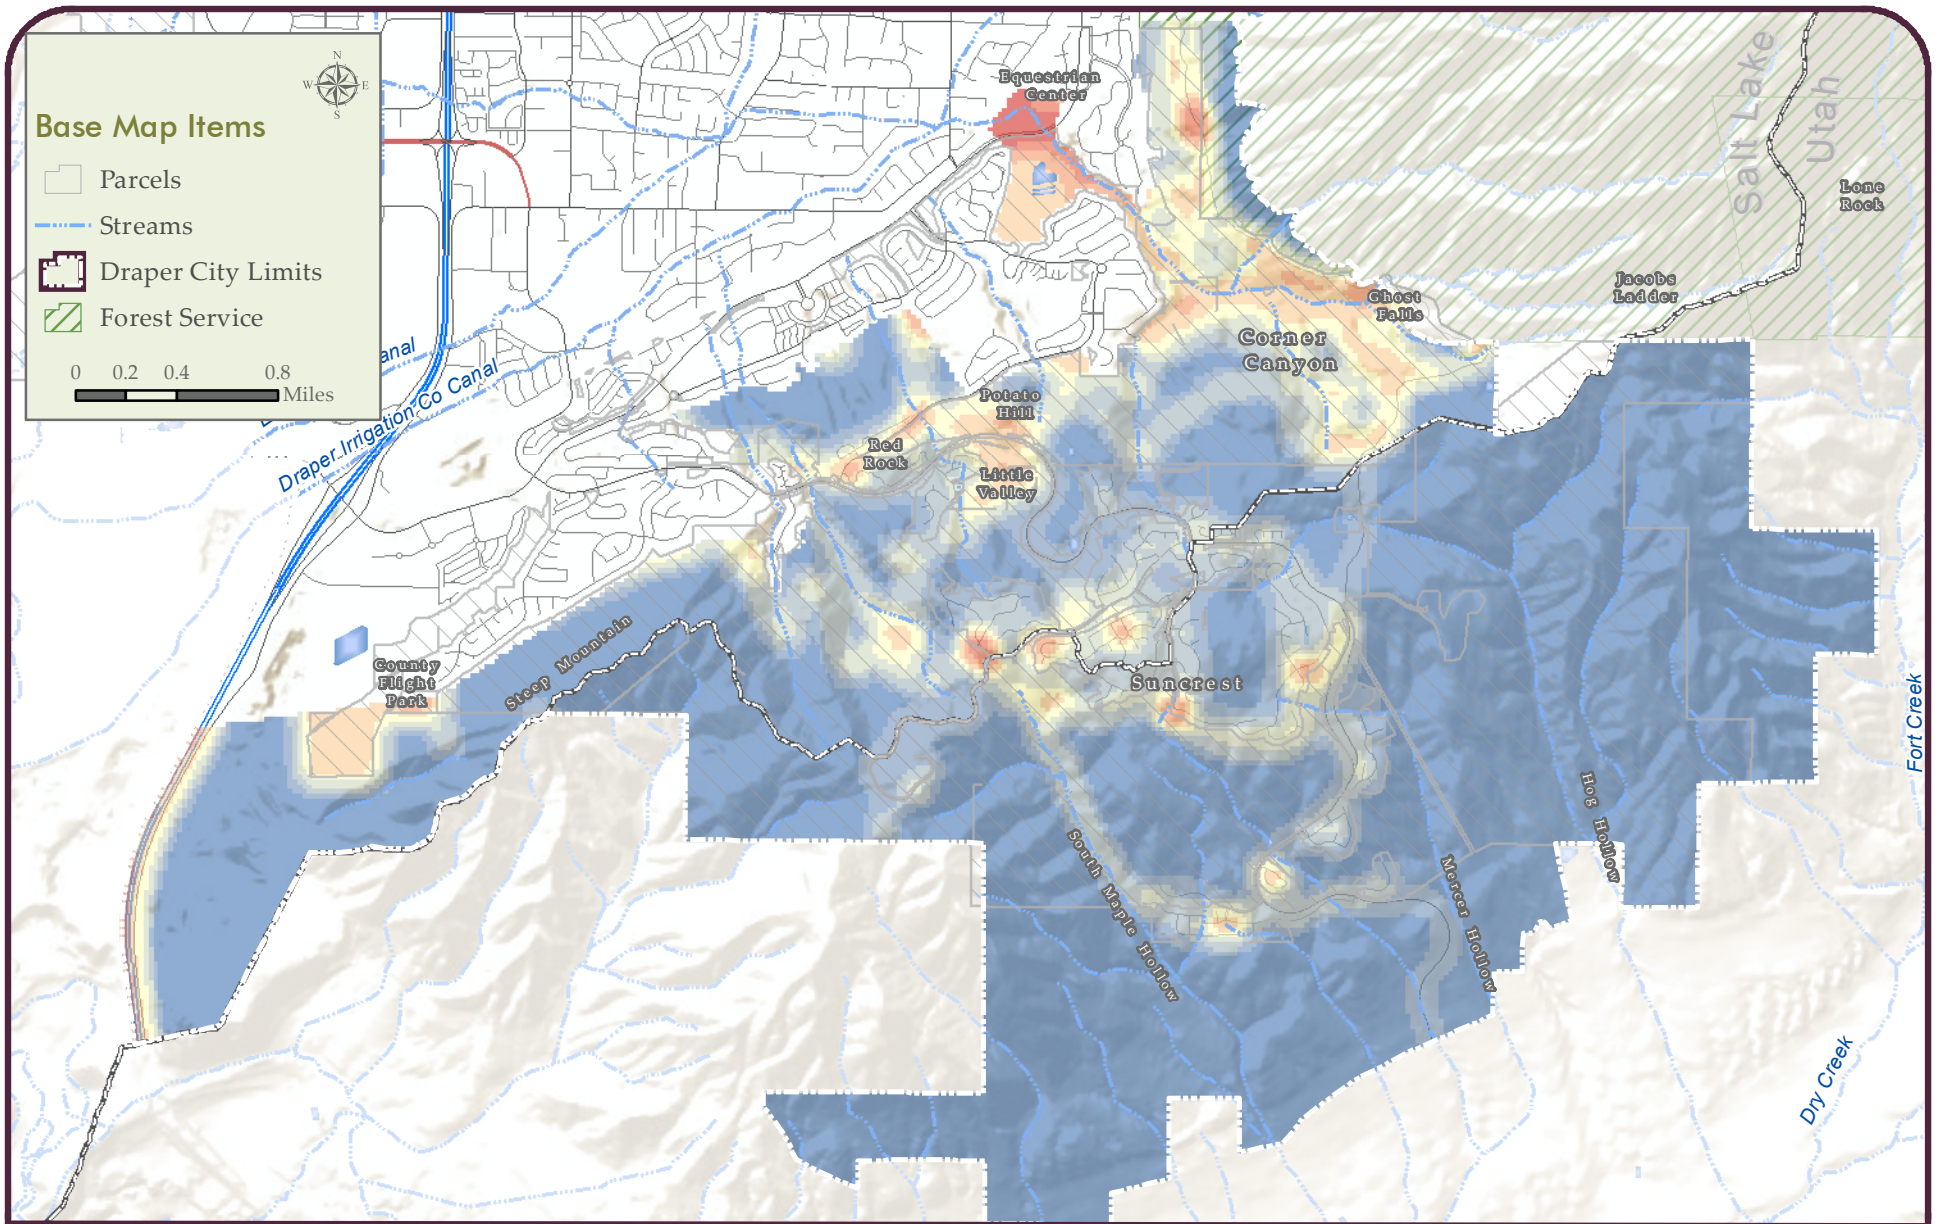 N
W E
S
Base Map Items
Parcels
Streams
Draper City Limits
Forest Service
0 0.2 0.4 0.8
Miles
anal
Draper Irrigation Co Canal
Equestrian
Center
Salt Lake
Utah
Lone
Rock
Jacobs
Ladder
Ghost
Falls
Corner
Canyon
Potato
Hill
Red
Rock
Little
Valley
Steep Mountain
County
Flight
Park
Suncrest
Fort Creek
Hog Hollow
South Maple Hollow
Mercer Hollow
Dry Creek